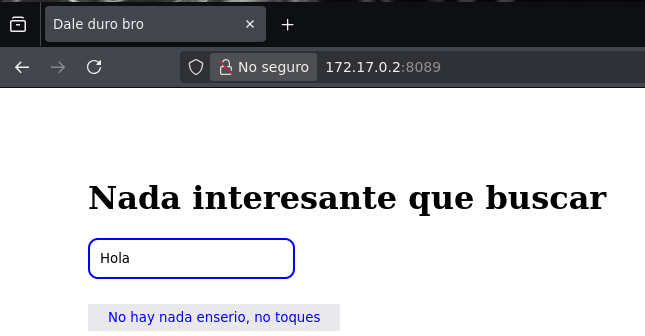 Dale duro bro
No seguro 172.17.0.2:8089
Nada interesante que buscar
Hola
No hay nada enserio, no toques